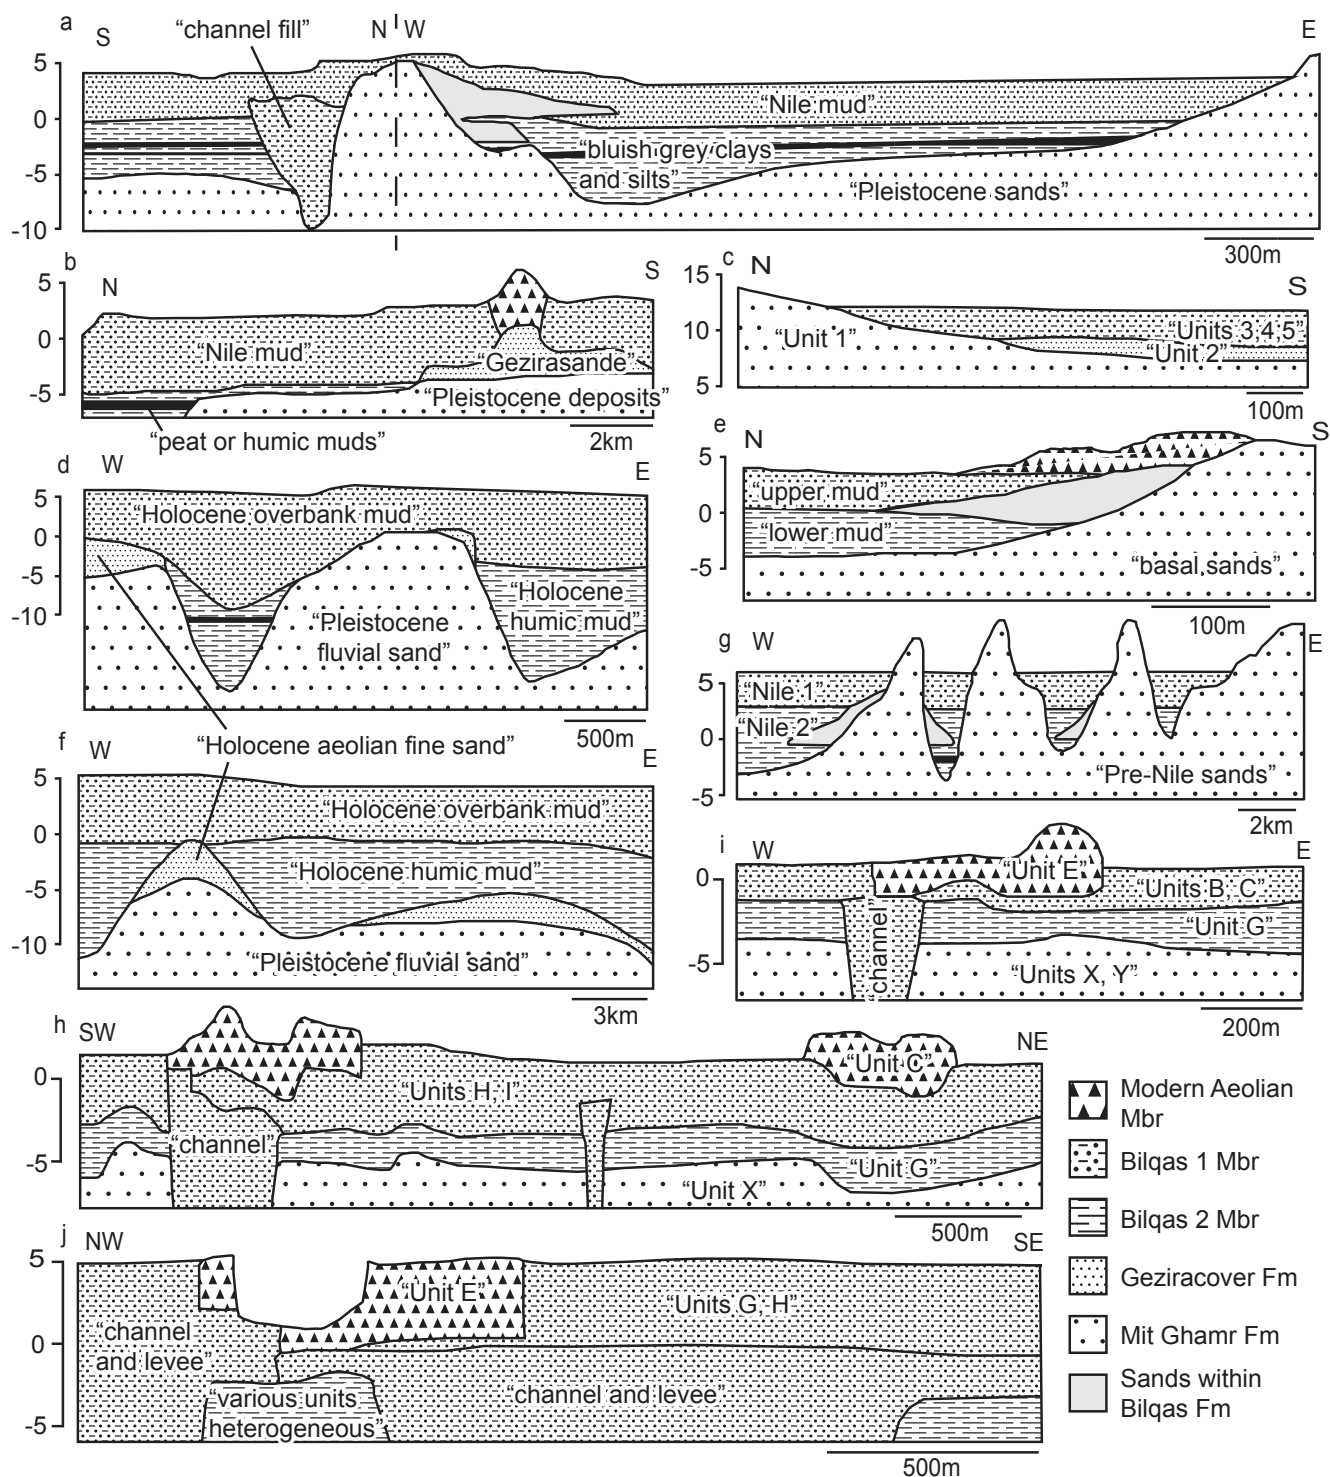 a
S
“channel fill”
N
W
E
5
0
-5
-10
“Nile mud”
“bluish grey clays
and silts”
“Pleistocene sands”
300m
b
N
S
5
0
-5
“Nile mud”
“Gezirasande”
“Pleistocene deposits”
“peat or humic muds”
2km
c
N
S
15
10
5
“Unit 1”
“Units 3,4,5”
“Unit 2”
100m
d
W
E
5
0
-5
-10
“Holocene overbank mud”
“Holocene
humic mud”
“Pleistocene
fluvial sand”
“Holocene aeolian fine sand”
500m
e
N
S
5
0
-5
“upper mud”
“lower mud”
“basal sands”
100m
f
W
E
5
0
-5
-10
“Holocene overbank mud”
“Holocene humic mud”
“Pleistocene fluvial sand”
3km
g
W
E
5
0
-5
“Nile 1”
“Nile 2”
“Pre-Nile sands”
2km
h
SW
NE
0
-5
“Units H, I”
“channel”
“Unit C”
“Unit G”
“Unit X”
500m
i
W
E
0
-5
“Unit E”
“Units B, C”
“Unit G”
“channel”
“Units X, Y”
200m
j
NW
SE
5
0
-5
“channel
and levee”
“Unit E”
“Units G, H”
“various units
heterogeneous”
“channel and levee”
500m
Modern Aeolian
Mbr
Bilqas 1 Mbr
Bilqas 2 Mbr
Geziracover Fm
Mit Ghamr Fm
Sands within
Bilqas Fm